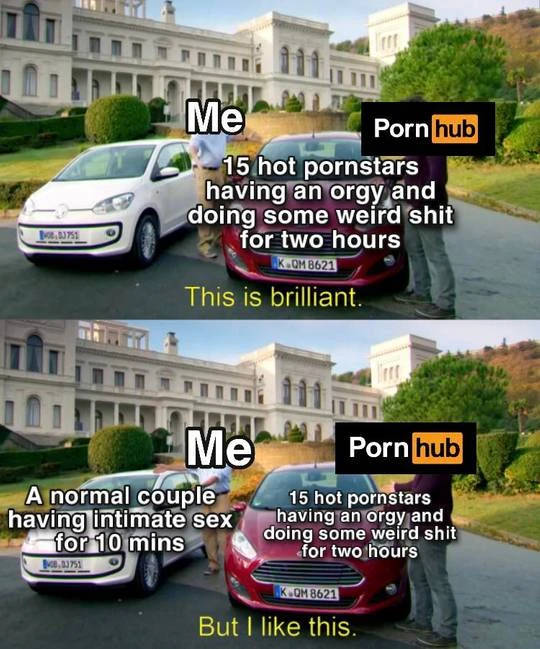 Me
Porn hub
15 hot pornstars
having an orgy and
doing some weird shit
for two hours
K QM 8621
This is brilliant.
Me
Porn hub
A normal couple
having intimate sex
for 10 mins
15 hot pornstars
having an orgy and
doing some weird shit
for two hours
K QM 8621
But I like this.